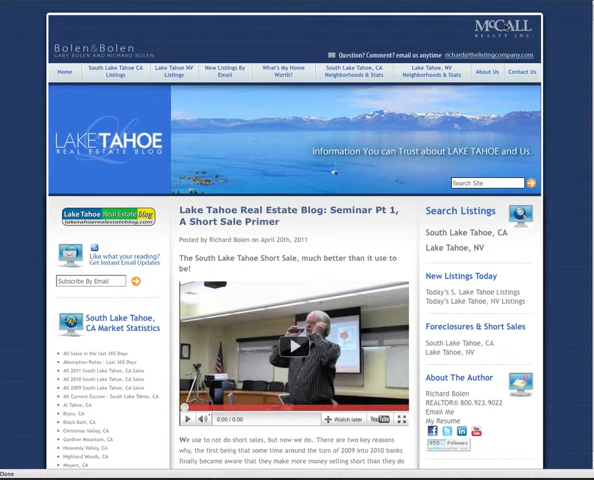 McCALL
REALTY INC.
Bolen&Bolen
GARY BOLEN AND RICHARD BOLEN
Question? Comment? email us anytime richard@thelistingcompany.com
Home
South Lake Tahoe CA
Listings
Lake Tahoe NV
Listings
New Listings By
Email
What's My Home
Worth?
South Lake Tahoe, CA
Neighborhoods & Stats
Lake Tahoe, NV
Neighborhoods & Stats
About Us
Contact Us
LAKETAHOE
REAL ESTATE BLOG
Information You can Trust about LAKE TAHOE and Us.
Search Site
Lake Tahoe Real Estate blog
laketahoerealestateblog.com
Like what your reading?
Get Instant Email Updates
Subscribe By Email
South Lake Tahoe,
CA Market Statistics
All Sales in the last 365 Days
Absorption Rates - Last 365 Days
All 2011 South Lake Tahoe, CA Sales
All 2010 South Lake Tahoe, CA Sales
All 2009 South Lake Tahoe, CA Sales
All Current Escrow - South Lake Tahoe, CA
Al Tahoe, CA
Bijou, CA
Black Bart, CA
Christmas Valley, CA
Gardner Mountain, CA
Heavenly Valley, CA
Highland Woods, CA
Meyers, CA
Lake Tahoe Real Estate Blog: Seminar Pt 1,
A Short Sale Primer
Posted by Richard Bolen on April 20th, 2011
The South Lake Tahoe Short Sale, much better than it use to
be!
0:00 / 0:00
Watch later
YouTube
We use to not do short sales, but now we do. There are two key reasons
why, the first being that some time around the turn of 2009 into 2010 banks
finally became aware that they make more money selling short than they do
Search Listings
South Lake Tahoe, CA
Lake Tahoe, NV
New Listings Today
Today's S. Lake Tahoe Listings
Today's Lake Tahoe, NV Listings
Foreclosures & Short Sales
South Lake Tahoe, CA
Lake Tahoe, NV
About The Author
Richard Bolen
REALTOR® 800.923.9022
Email Me
My Resume
955 Followers
Done